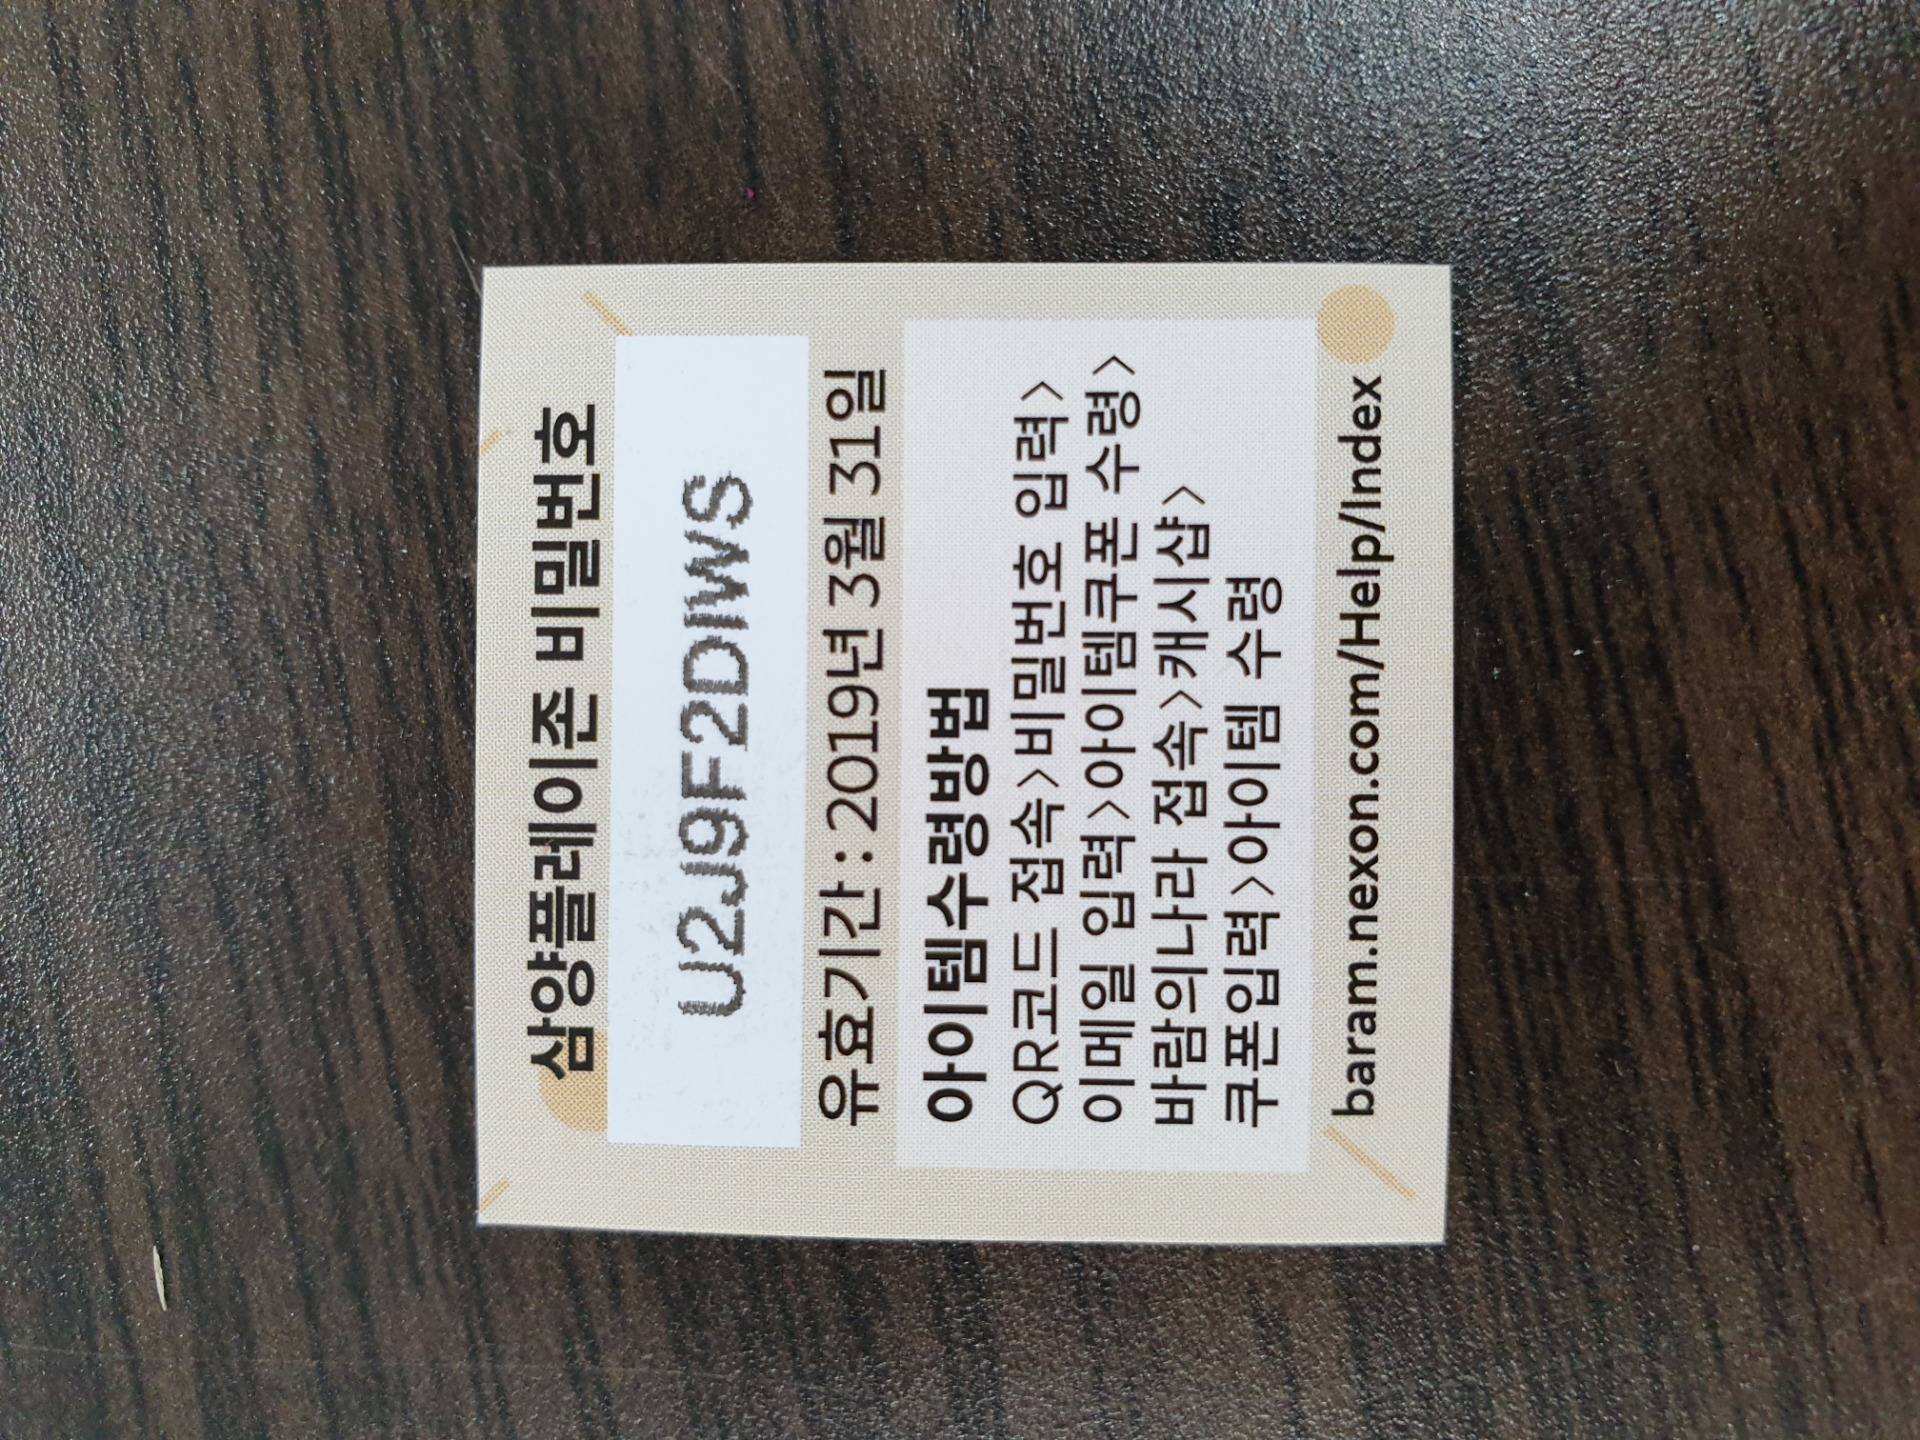 삼양플레이존 비밀번호
U2J9F2DIWS
유효기간 : 2019년 3월 31일
아이템수령방법
QR코드 접속>비밀번호 입력>
이메일 입력>아이템쿠폰 수령>
바람의나라 접속>캐시샵>
쿠폰입력>아이템 수령
baram.nexon.com/Help/Index